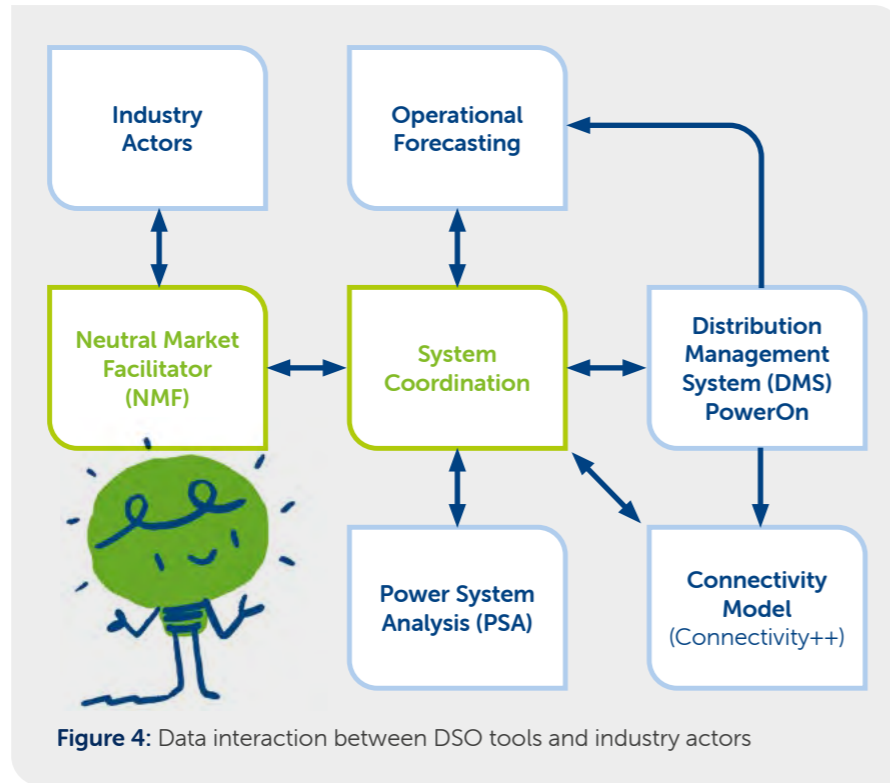 Industry
Actors
Operational
Forecasting
Neutral Market
Facilitator
(NMF)
System
Coordination
Distribution
Management
System (DMS)
PowerOn
Power System
Analysis (PSA)
Connectivity
Model
(Connectivity++)
Figure 4: Data interaction between DSO tools and industry actors